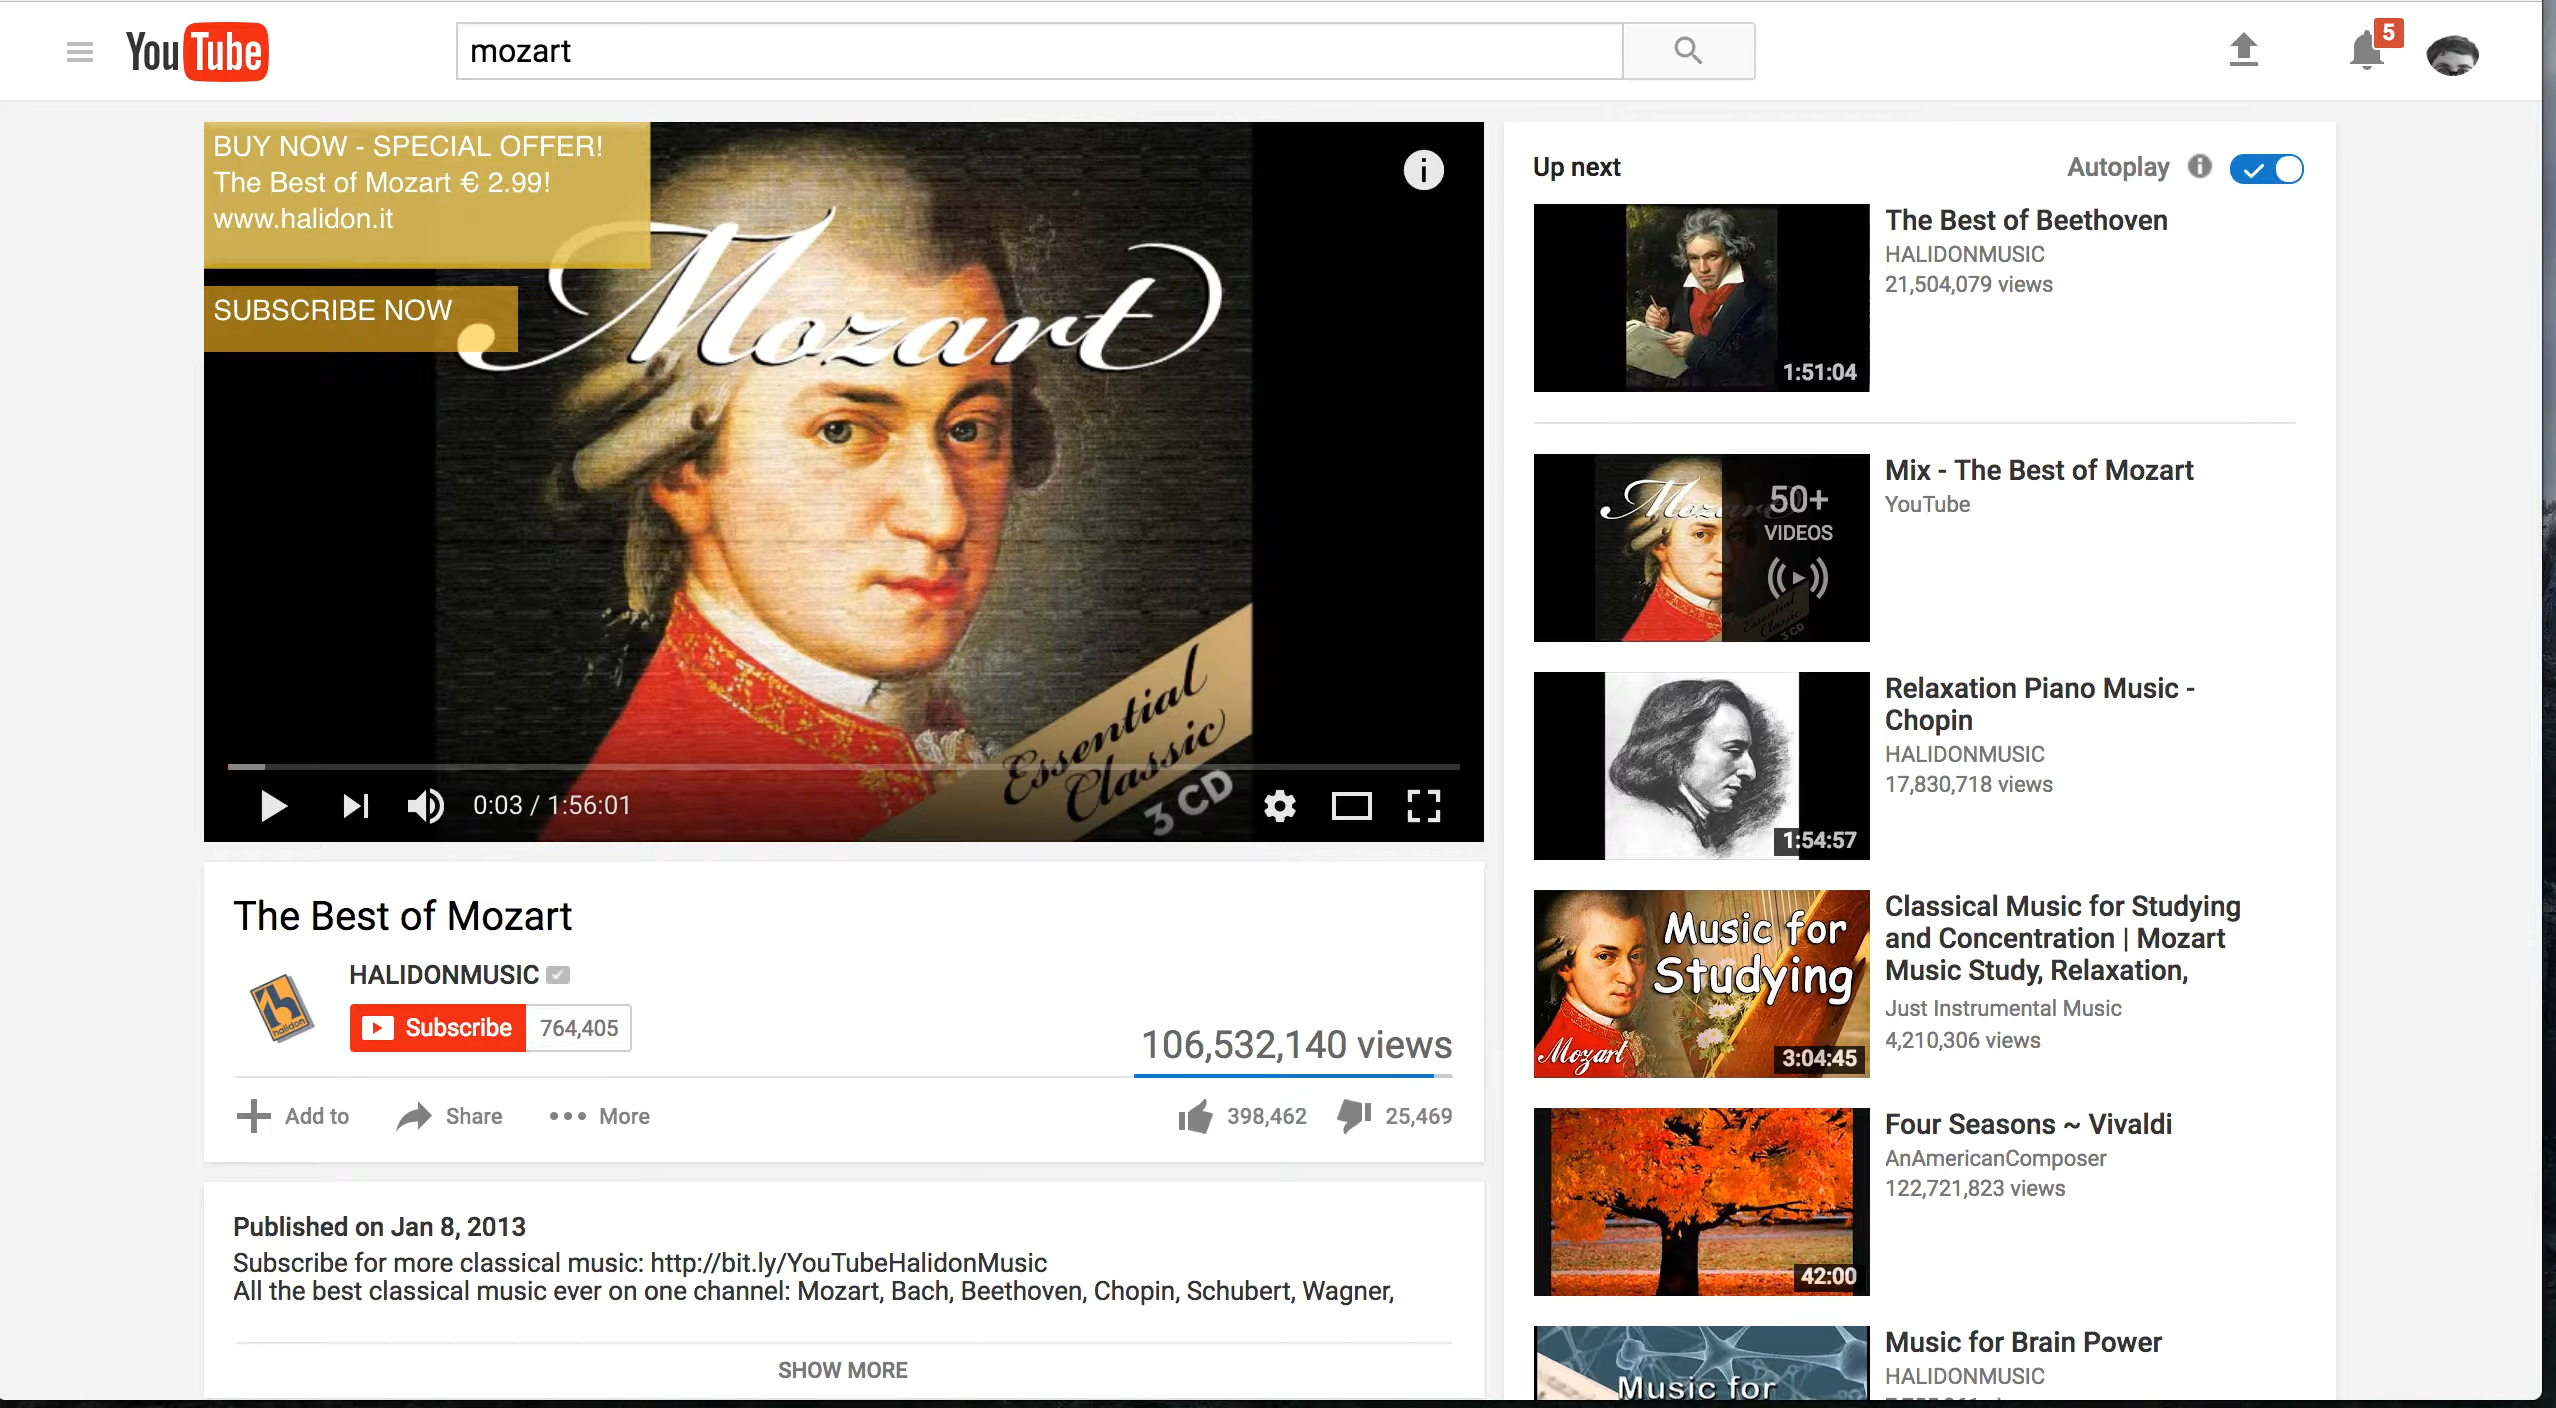 YouTube
mozart
5
BUY NOW - SPECIAL OFFER!
The Best of Mozart € 2.99!
www.halidon.it
SUBSCRIBE NOW
Mozart
Essential
Classic
3 CD
0:03 / 1:56:01
The Best of Mozart
HALIDONMUSIC
halidon
Subscribe 764,405
106,532,140 views
Add to Share More 398,462 25,469
Published on Jan 8, 2013
Subscribe for more classical music: http://bit.ly/YouTubeHalidonMusic
All the best classical music ever on one channel: Mozart, Bach, Beethoven, Chopin, Schubert, Wagner,
SHOW MORE
Up next Autoplay
The Best of Beethoven
HALIDONMUSIC
21,504,079 views
1:51:04
Mix - The Best of Mozart
YouTube
Mozart
50+
VIDEOS
Essential
Classic
3 CD
Relaxation Piano Music -
Chopin
HALIDONMUSIC
17,830,718 views
1:54:57
Music for
Studying
Mozart
3:04:45
Classical Music for Studying
and Concentration | Mozart
Music Study, Relaxation,
Just Instrumental Music
4,210,306 views
Four Seasons ~ Vivaldi
AnAmericanComposer
122,721,823 views
42:00
Music for Brain Power
HALIDONMUSIC
Music for